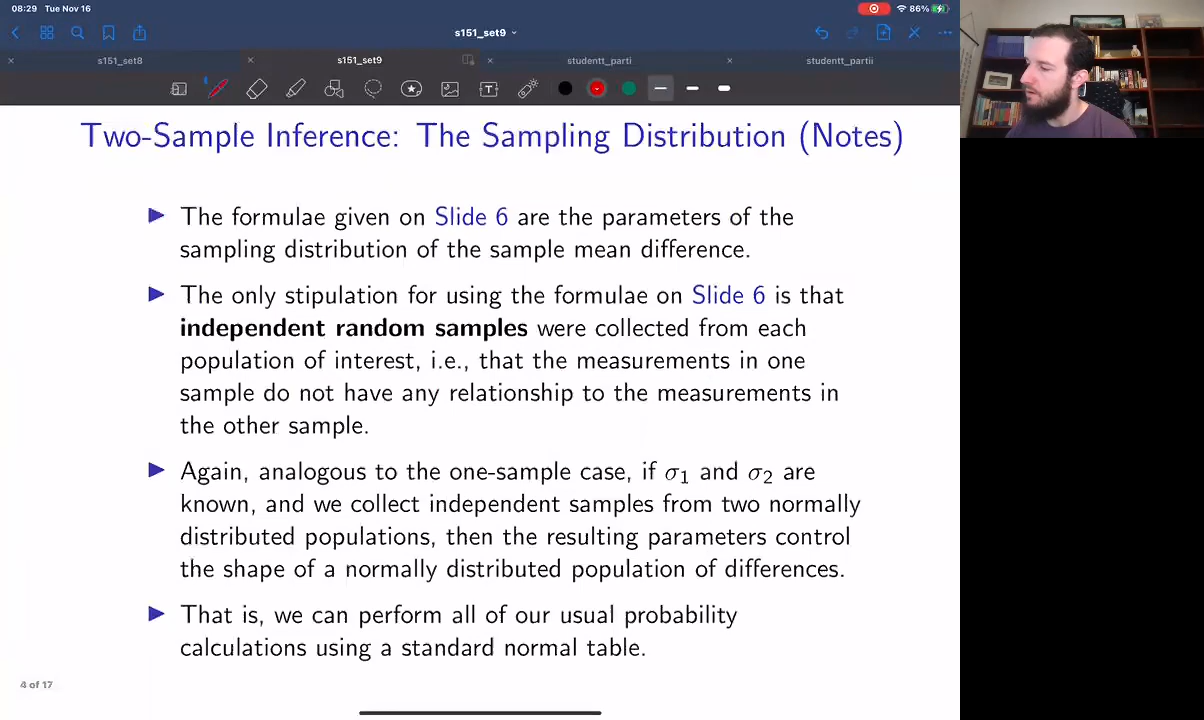 08:29 Tue Nov 16
86%
s151_set9
s151_set8
s151_set9
studentt_parti
studentt_partii
Two-Sample Inference: The Sampling Distribution (Notes)
▶ The formulae given on Slide 6 are the parameters of the
sampling distribution of the sample mean difference.
▶ The only stipulation for using the formulae on Slide 6 is that
independent random samples were collected from each
population of interest, i.e., that the measurements in one
sample do not have any relationship to the measurements in
the other sample.
▶ Again, analogous to the one-sample case, if σ₁ and σ₂ are
known, and we collect independent samples from two normally
distributed populations, then the resulting parameters control
the shape of a normally distributed population of differences.
▶ That is, we can perform all of our usual probability
calculations using a standard normal table.
4 of 17